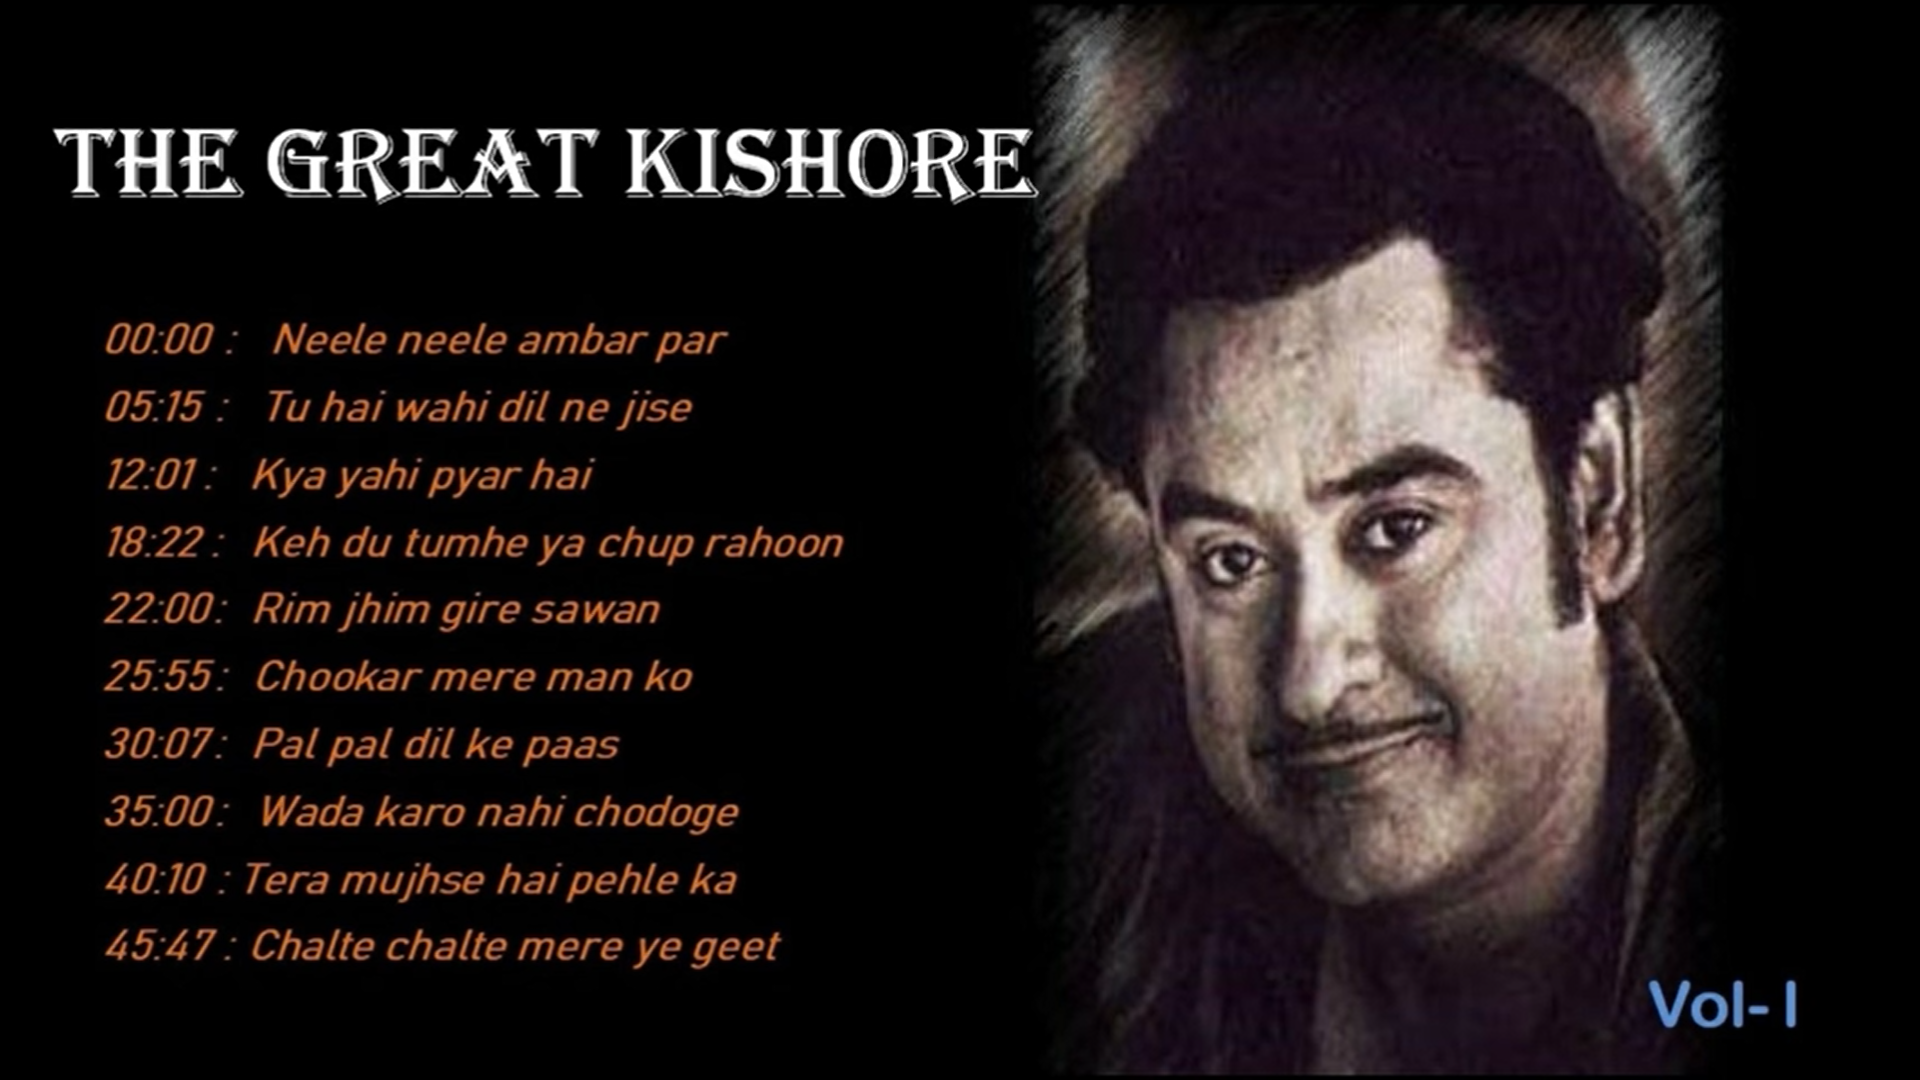 THE GREAT KISHORE
00:00 : Neele neele ambar par
05:15 : Tu hai wahi dil ne jise
12:01 : Kya yahi pyar hai
18:22 : Keh du tumhe ya chup rahoon
22:00 : Rim jhim gire sawan
25:55 : Chookar mere man ko
30:07 : Pal pal dil ke paas
35:00 : Wada karo nahi chodoge
40:10 : Tera mujhse hai pehle ka
45:47 : Chalte chalte mere ye geet
Vol- I